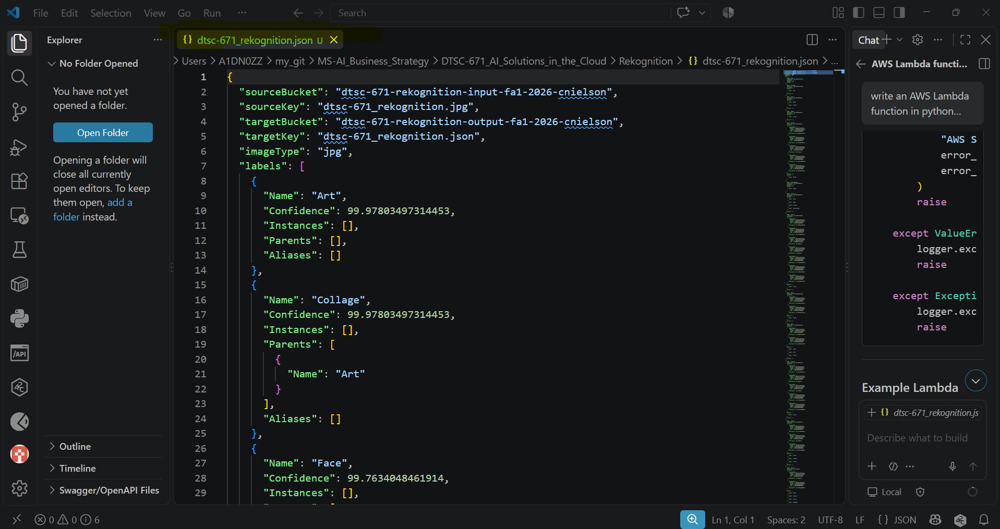 File Edit Selection View Go Run ··· Search
Explorer ···
No Folder Opened
You have not yet
opened a folder.
Open Folder
Opening a folder will
close all currently
open editors. To keep
them open, add a
folder instead.
Outline
Timeline
Swagger/OpenAPI Files
/API
{} dtsc-671_rekognition.json U
Users > A1DN0ZZ > my_git > MS-AI_Business_Strategy > DTSC-671_AI_Solutions_in_the_Cloud > Rekognition > {} dtsc-671_rekognition.json > ...
1 {
2 "sourceBucket": "dtsc-671-rekognition-input-fa1-2026-cnielson",
3 "sourceKey": "dtsc-671_rekognition.jpg",
4 "targetBucket": "dtsc-671-rekognition-output-fa1-2026-cnielson",
5 "targetKey": "dtsc-671_rekognition.json",
6 "imageType": "jpg",
7 "labels": [
8 {
9 "Name": "Art",
10 "Confidence": 99.97803497314453,
11 "Instances": [],
12 "Parents": [],
13 "Aliases": []
14 },
15 {
16 "Name": "Collage",
17 "Confidence": 99.97803497314453,
18 "Instances": [],
19 "Parents": [
20 {
21 "Name": "Art"
22 }
23 ],
24 "Aliases": []
25 },
26 {
27 "Name": "Face",
28 "Confidence": 99.7634048461914,
29 "Instances": [],
Chat
AWS Lambda functi...
write an AWS Lambda
function in python...
"AWS S
error_
error_
)
raise
except ValueEr
logger.exc
raise
except Excepti
logger.exc
raise
Example Lambda
{} dtsc-671_rekognition.js
Describe what to build
Local
0 0 6
Ln 1, Col 1 Spaces: 2 UTF-8 LF {} JSON